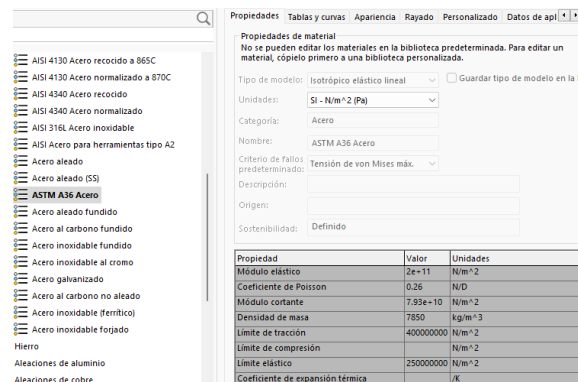 AISI 4130 Acero recocido a 865C
AISI 4130 Acero normalizado a 870C
AISI 4340 Acero recocido
AISI 4340 Acero normalizado
AISI 316L Acero inoxidable
AISI Acero para herramientas tipo A2
Acero aleado
Acero aleado (SS)
ASTM A36 Acero
Acero aleado fundido
Acero al carbono fundido
Acero inoxidable fundido
Acero inoxidable al cromo
Acero galvanizado
Acero al carbono no aleado
Acero inoxidable (ferrítico)
Acero inoxidable forjado
Hierro
Aleaciones de aluminio
Aleaciones de cobre
Propiedades Tablas y curvas Apariencia Rayado Personalizado Datos de apl
Propiedades de material
No se pueden editar los materiales en la biblioteca predeterminada. Para editar un
material, cópielo primero a una biblioteca personalizada.
Tipo de modelo: Isotrópico elástico lineal Guardar tipo de modelo en la
Unidades: SI - N/m^2 (Pa)
Categoría: Acero
Nombre: ASTM A36 Acero
Criterio de fallos
predeterminado: Tensión de von Mises máx.
Descripción:
Origen:
Sostenibilidad: Definido
Propiedad Valor Unidades
Módulo elástico 2e+11 N/m^2
Coeficiente de Poisson 0.26 N/D
Módulo cortante 7.93e+10 N/m^2
Densidad de masa 7850 kg/m^3
Límite de tracción 400000000 N/m^2
Límite de compresión N/m^2
Límite elástico 250000000 N/m^2
Coeficiente de expansión térmica /K